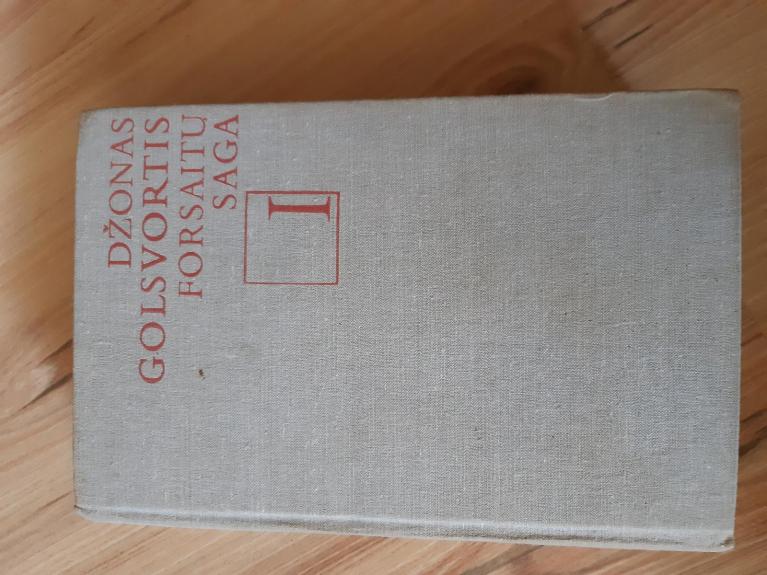 DŽONAS
GOLSVORTIS
FORSAITŲ
SAGA
I